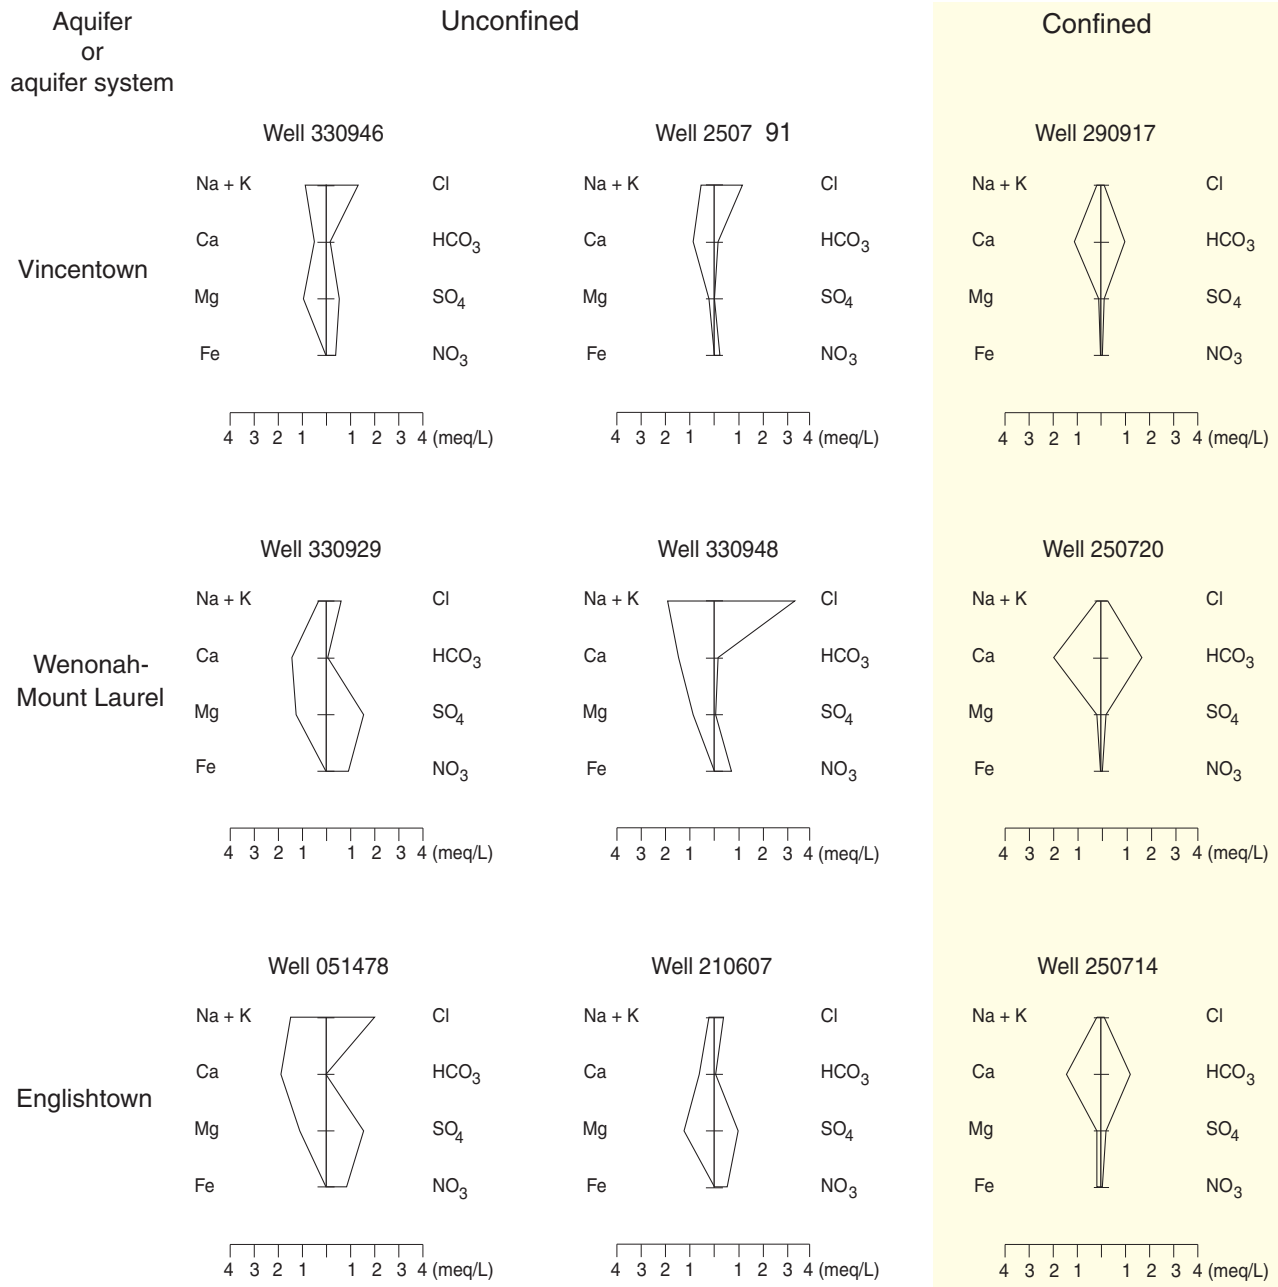 Aquifer
or
aquifer system
Unconfined
Confined
Vincentown
Well 330946
Na + K Cl
Ca HCO3
Mg SO4
Fe NO3
4 3 2 1 1 2 3 4 (meq/L)
Well 2507 91
Na + K Cl
Ca HCO3
Mg SO4
Fe NO3
4 3 2 1 1 2 3 4 (meq/L)
Well 290917
Na + K Cl
Ca HCO3
Mg SO4
Fe NO3
4 3 2 1 1 2 3 4 (meq/L)
Wenonah-
Mount Laurel
Well 330929
Na + K Cl
Ca HCO3
Mg SO4
Fe NO3
4 3 2 1 1 2 3 4 (meq/L)
Well 330948
Na + K Cl
Ca HCO3
Mg SO4
Fe NO3
4 3 2 1 1 2 3 4 (meq/L)
Well 250720
Na + K Cl
Ca HCO3
Mg SO4
Fe NO3
4 3 2 1 1 2 3 4 (meq/L)
Englishtown
Well 051478
Na + K Cl
Ca HCO3
Mg SO4
Fe NO3
4 3 2 1 1 2 3 4 (meq/L)
Well 210607
Na + K Cl
Ca HCO3
Mg SO4
Fe NO3
4 3 2 1 1 2 3 4 (meq/L)
Well 250714
Na + K Cl
Ca HCO3
Mg SO4
Fe NO3
4 3 2 1 1 2 3 4 (meq/L)